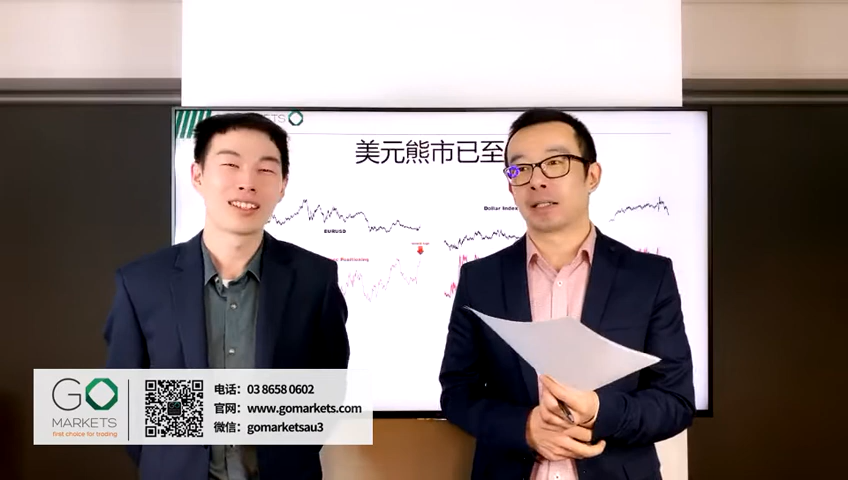 美元熊市已至
EURUSD
Dollar Index
Positioning
GO
MARKETS
first choice for trading
电话：03 8658 0602
官网：www.gomarkets.com
微信：gomarketsau3